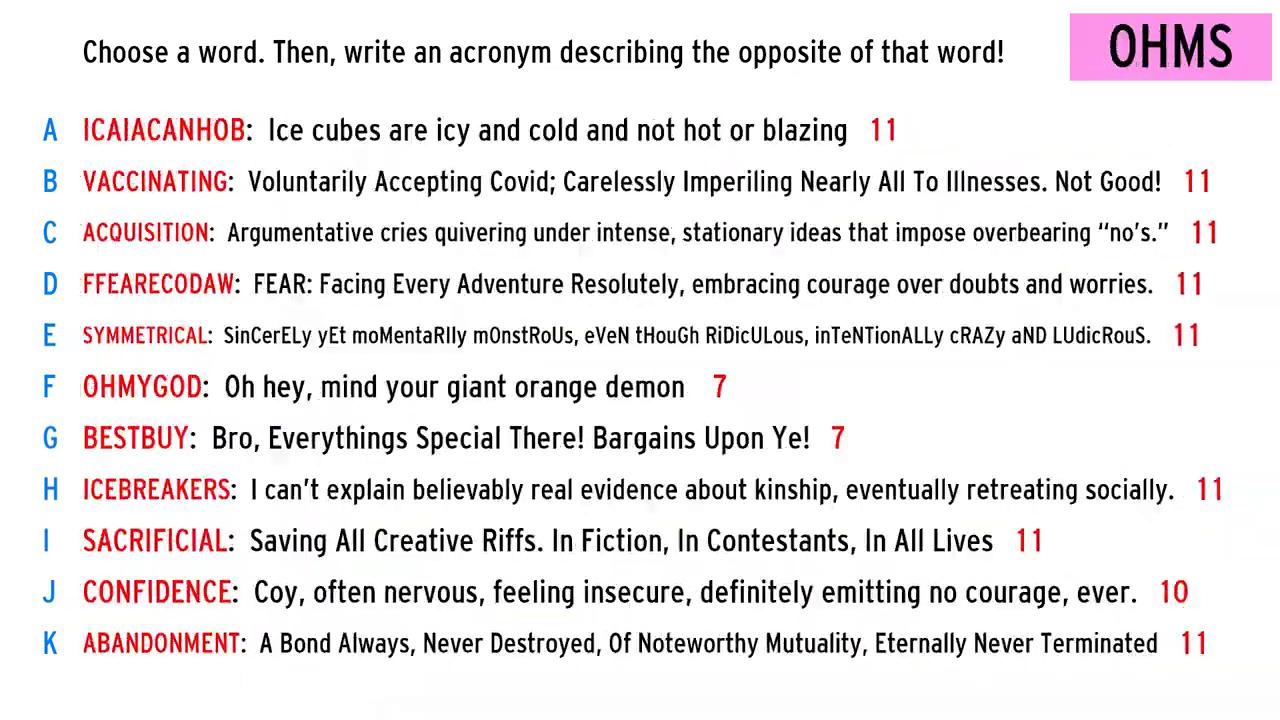 Choose a word. Then, write an acronym describing the opposite of that word!
OHMS
A ICAIACANHOB: Ice cubes are icy and cold and not hot or blazing 11
B VACCINATING: Voluntarily Accepting Covid; Carelessly Imperiling Nearly All To Illnesses. Not Good! 11
C ACQUISITION: Argumentative cries quivering under intense, stationary ideas that impose overbearing “no's.” 11
D FFEARECODAW: FEAR: Facing Every Adventure Resolutely, embracing courage over doubts and worries. 11
E SYMMETRICAL: SinCerELy yEt moMentaRIly mOnstRoUs, eVeN tHouGh RiDicULous, inTeNTionALLy cRAZy aND LUdicRouS. 11
F OHMYGOD: Oh hey, mind your giant orange demon 7
G BESTBUY: Bro, Everythings Special There! Bargains Upon Ye! 7
H ICEBREAKERS: I can't explain believably real evidence about kinship, eventually retreating socially. 11
I SACRIFICIAL: Saving All Creative Riffs. In Fiction, In Contestants, In All Lives 11
J CONFIDENCE: Coy, often nervous, feeling insecure, definitely emitting no courage, ever. 10
K ABANDONMENT: A Bond Always, Never Destroyed, Of Noteworthy Mutuality, Eternally Never Terminated 11